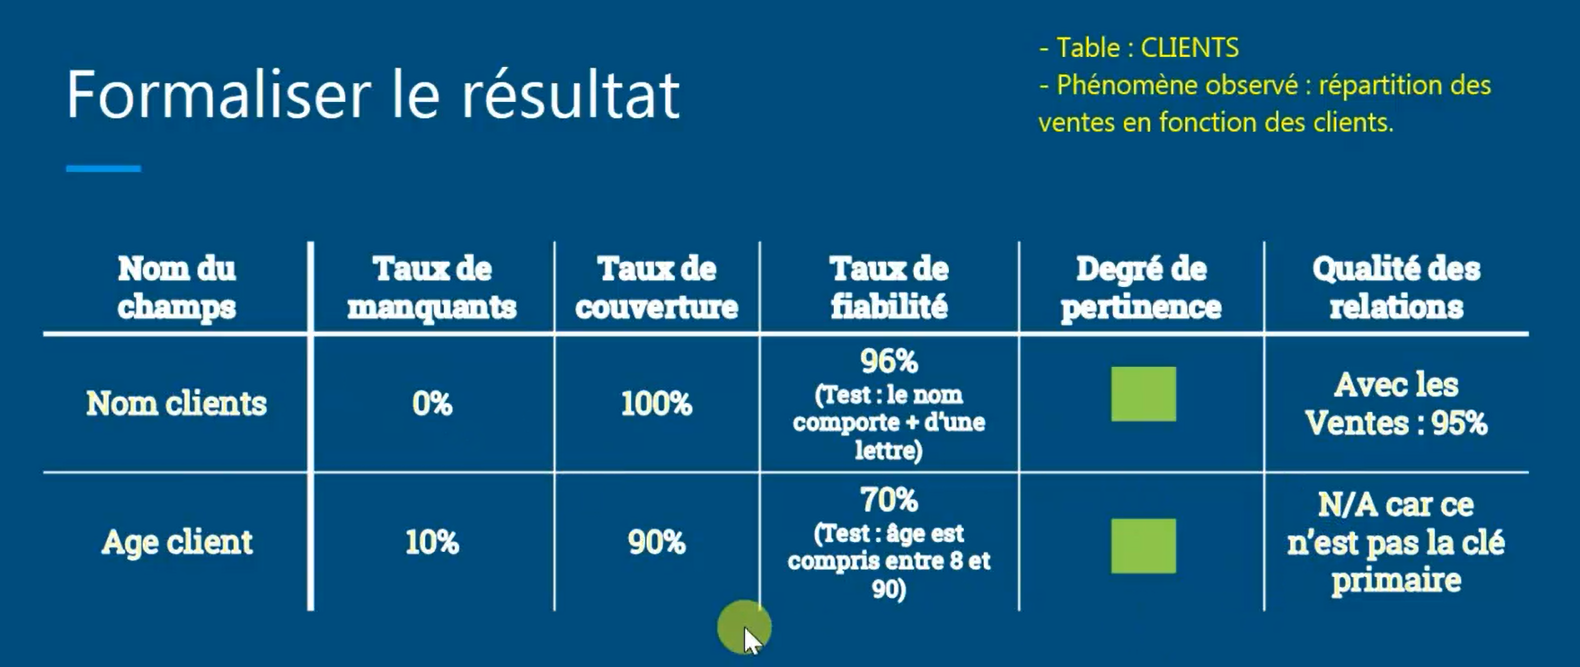 - Table : CLIENTS
- Phénomène observé : répartition des
ventes en fonction des clients.
Formaliser le résultat
Nom du
champs
Taux de
manquants
Taux de
couverture
Taux de
fiabilité
Degré de
pertinence
Qualité des
relations
Nom clients
0%
100%
96%
(Test : le nom
comporte + d'une
lettre)
Avec les
Ventes : 95%
Age client
10%
90%
70%
(Test : âge est
compris entre 8 et
90)
N/A car ce
n'est pas la clé
primaire